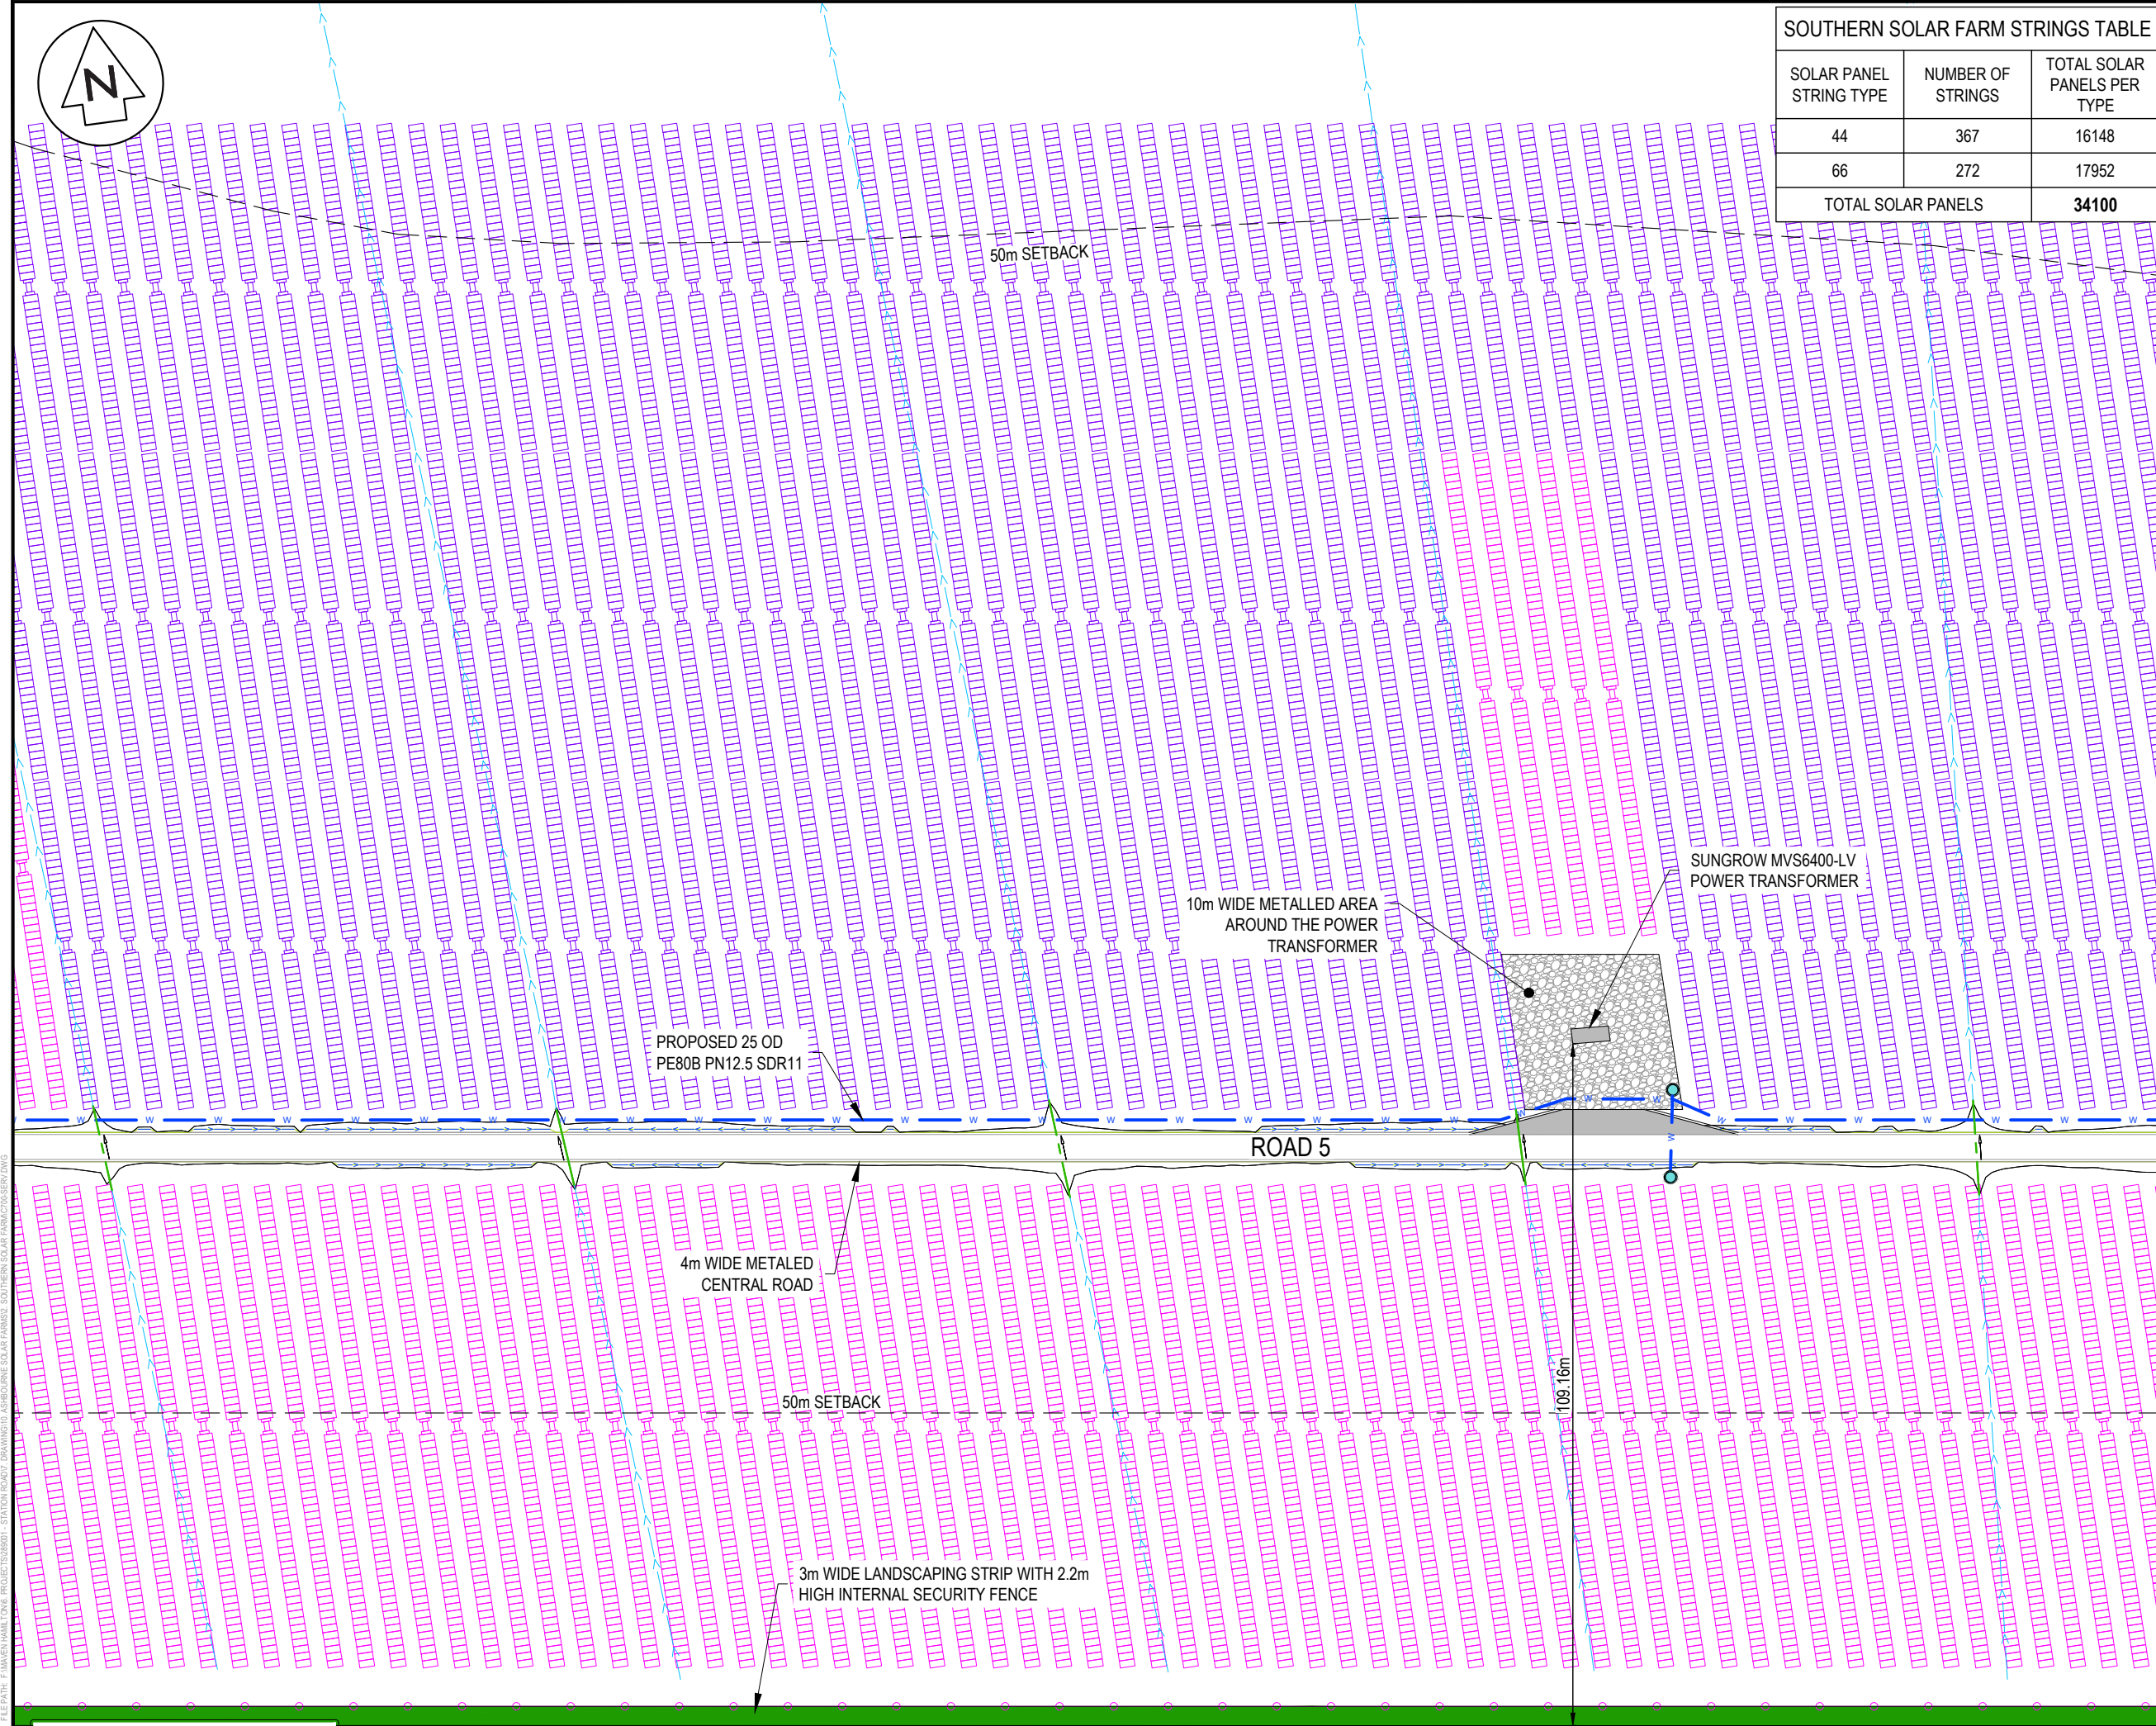 N
SOUTHERN SOLAR FARM STRINGS TABLE
SOLAR PANEL
STRING TYPE
NUMBER OF
STRINGS
TOTAL SOLAR
PANELS PER
TYPE
44 367 16148
66 272 17952
TOTAL SOLAR PANELS 34100
50m SETBACK
SUNGROW MVS6400-LV
POWER TRANSFORMER
10m WIDE METALLED AREA
AROUND THE POWER
TRANSFORMER
PROPOSED 25 OD
PE80B PN12.5 SDR11
ROAD 5
4m WIDE METALED
CENTRAL ROAD
109.16m
50m SETBACK
3m WIDE LANDSCAPING STRIP WITH 2.2m
HIGH INTERNAL SECURITY FENCE